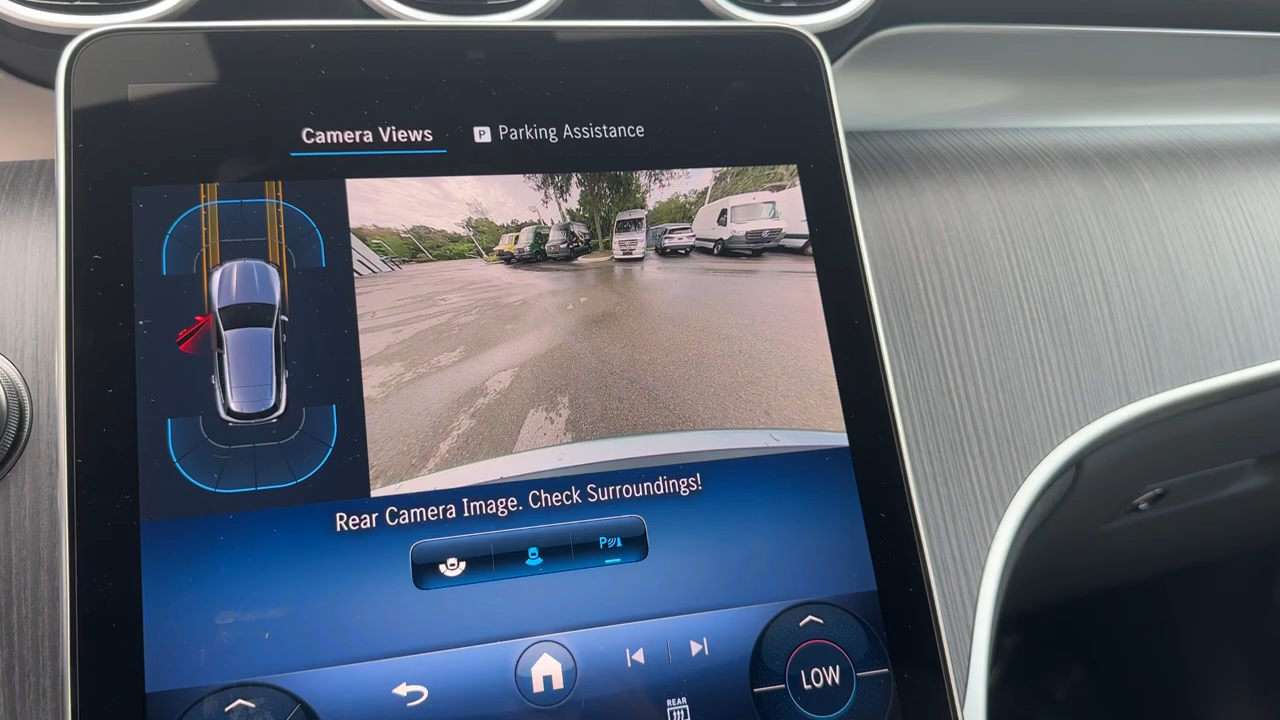 Camera Views
P Parking Assistance
Rear Camera Image. Check Surroundings!
P
LOW
REAR